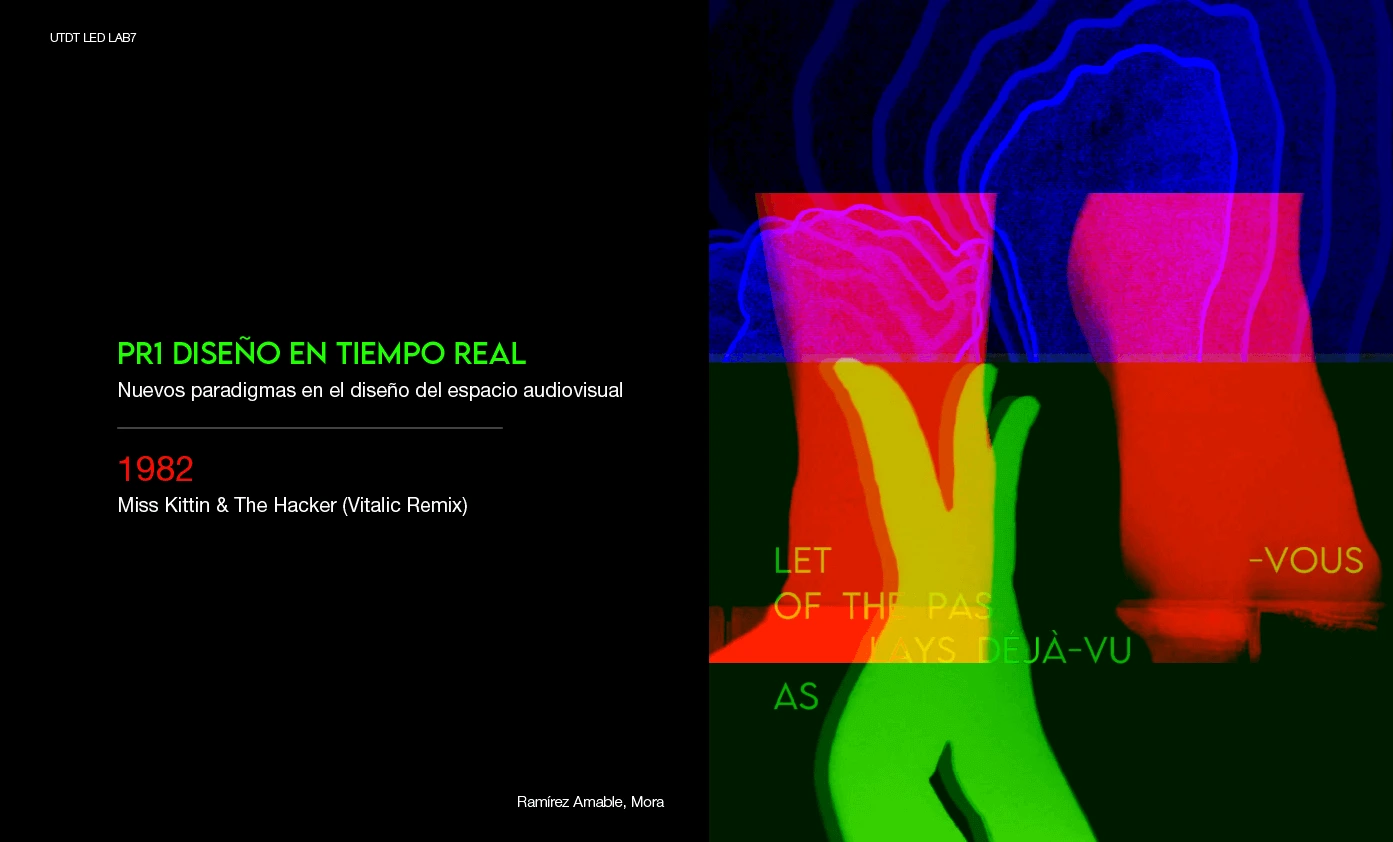 UTDT LED LAB7
PR1 DISEÑO EN TIEMPO REAL
Nuevos paradigmas en el diseño del espacio audiovisual
1982
Miss Kittin & The Hacker (Vitalic Remix)
LET -VOUS
OF THE PAS
LAYS DÉJÀ-VU
AS
Ramírez Amable, Mora